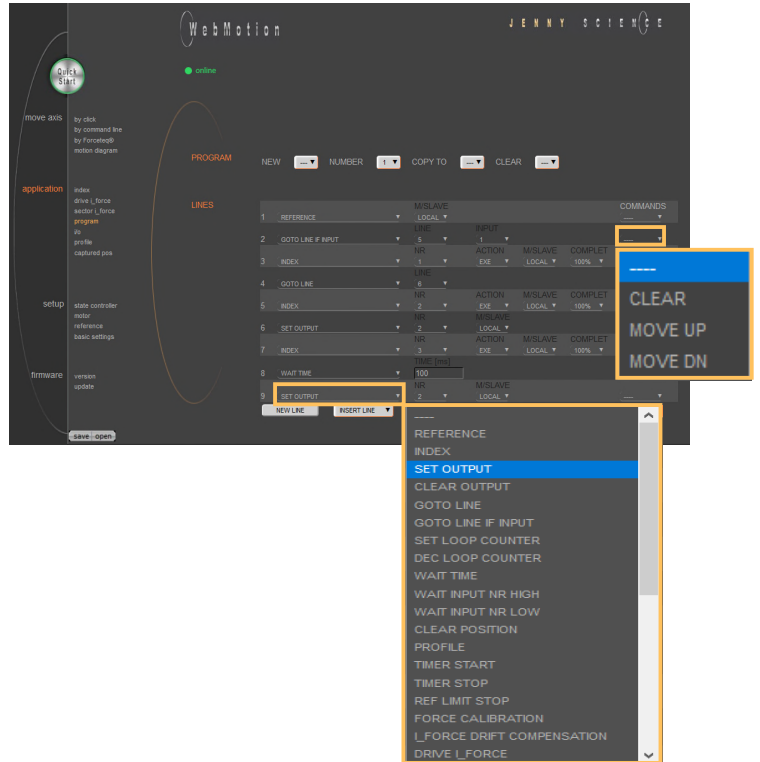 WebMotion
JENNY SCIENCE
Quick Start
online
move axis
by click
by command line
by Forceteq®
motion diagram
PROGRAM
NEW --- NUMBER 1 COPY TO --- CLEAR ---
application
index
drive i_force
sector i_force
program
i/o
profile
captured pos
LINES
M/SLAVE COMMANDS
1 REFERENCE LOCAL ----
LINE INPUT
2 GOTO LINE IF INPUT 5 1 ----
NR ACTION M/SLAVE COMPLET
3 INDEX 1 EXE LOCAL 100%
LINE
4 GOTO LINE 6
NR ACTION M/SLAVE COMPLET
5 INDEX 2 EXE LOCAL 100%
NR M/SLAVE
6 SET OUTPUT 2 LOCAL
NR ACTION M/SLAVE COMPLET
7 INDEX 3 EXE LOCAL 100%
TIME [ms]
8 WAIT TIME 100
NR M/SLAVE
9 SET OUTPUT 2 LOCAL ----
NEW LINE INSERT LINE
----
CLEAR
MOVE UP
MOVE DN
setup
state controller
motor
reference
basic settings
firmware
version
update
save open
----
REFERENCE
INDEX
SET OUTPUT
CLEAR OUTPUT
GOTO LINE
GOTO LINE IF INPUT
SET LOOP COUNTER
DEC LOOP COUNTER
WAIT TIME
WAIT INPUT NR HIGH
WAIT INPUT NR LOW
CLEAR POSITION
PROFILE
TIMER START
TIMER STOP
REF LIMIT STOP
FORCE CALIBRATION
I_FORCE DRIFT COMPENSATION
DRIVE I_FORCE